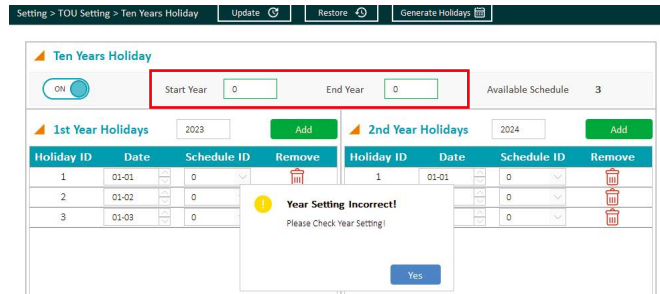 Setting > TOU Setting > Ten Years Holiday Update Restore Generate Holidays
Ten Years Holiday
ON Start Year 0 End Year 0 Available Schedule 3
1st Year Holidays 2023 Add 2nd Year Holidays 2024 Add
Holiday ID Date Schedule ID Remove Holiday ID Date Schedule ID Remove
1 01-01 0 1 01-01 0
2 01-02 0 0
3 01-03 0 0
! Year Setting Incorrect!
Please Check Year Setting!
Yes